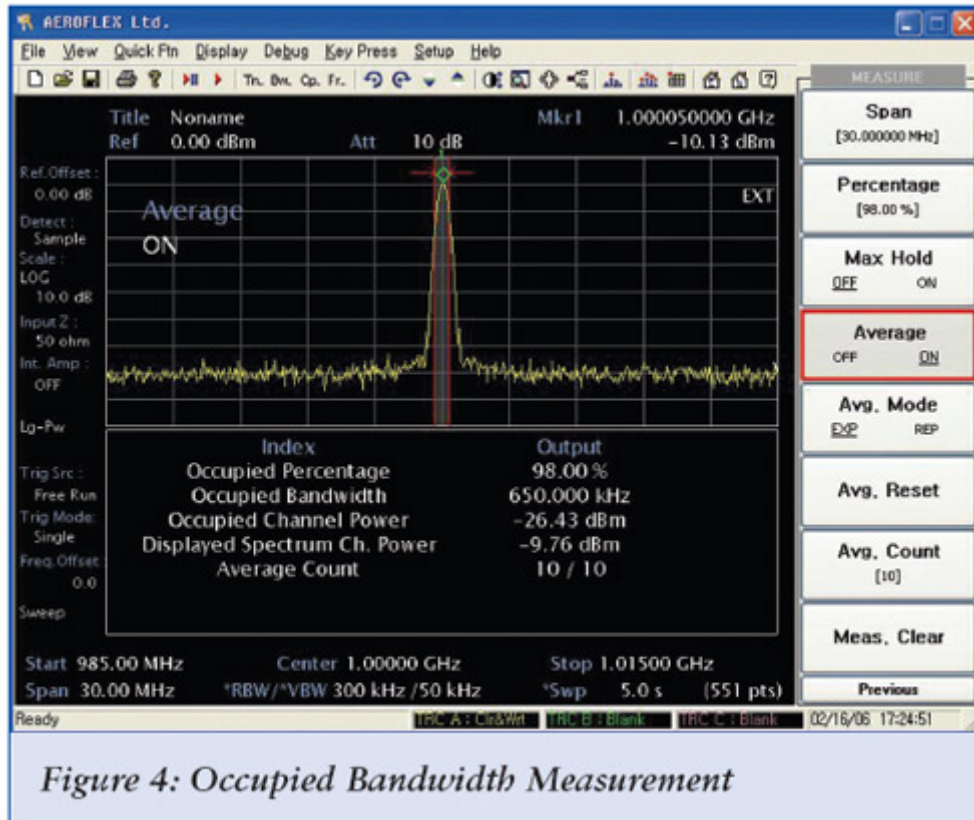 AEROFLEX Ltd.
File View Quick Ftn Display Debug Key Press Setup Help
Tn. Bw. Cp. Fr.
MEASURE
Title Noname Mkr1 1.000050000 GHz
Ref 0.00 dBm Att 10 dB -10.13 dBm
Ref.Offset :
0.00 dB
Detect :
Sample
Scale :
LOG
10.0 dB
Input Z :
50 ohm
Int. Amp :
OFF
Lg-Pw
Trig Src :
Free Run
Trig Mode:
Single
Freq.Offset:
0.0
Sweep
Average
ON
EXT
Index Output
Occupied Percentage 98.00 %
Occupied Bandwidth 650.000 kHz
Occupied Channel Power -26.43 dBm
Displayed Spectrum Ch. Power -9.76 dBm
Average Count 10 / 10
Start 985.00 MHz Center 1.00000 GHz Stop 1.01500 GHz
Span 30.00 MHz *RBW/*VBW 300 kHz /50 kHz *Swp 5.0 s (551 pts)
Span
[30.000000 MHz]
Percentage
[98.00 %]
Max Hold
OFF ON
Average
OFF ON
Avg. Mode
EXP REP
Avg. Reset
Avg. Count
[10]
Meas. Clear
Previous
Ready TRC A : Clr&Wrt TRC B : Blank TRC C : Blank 02/16/06 17:24:51
Figure 4: Occupied Bandwidth Measurement